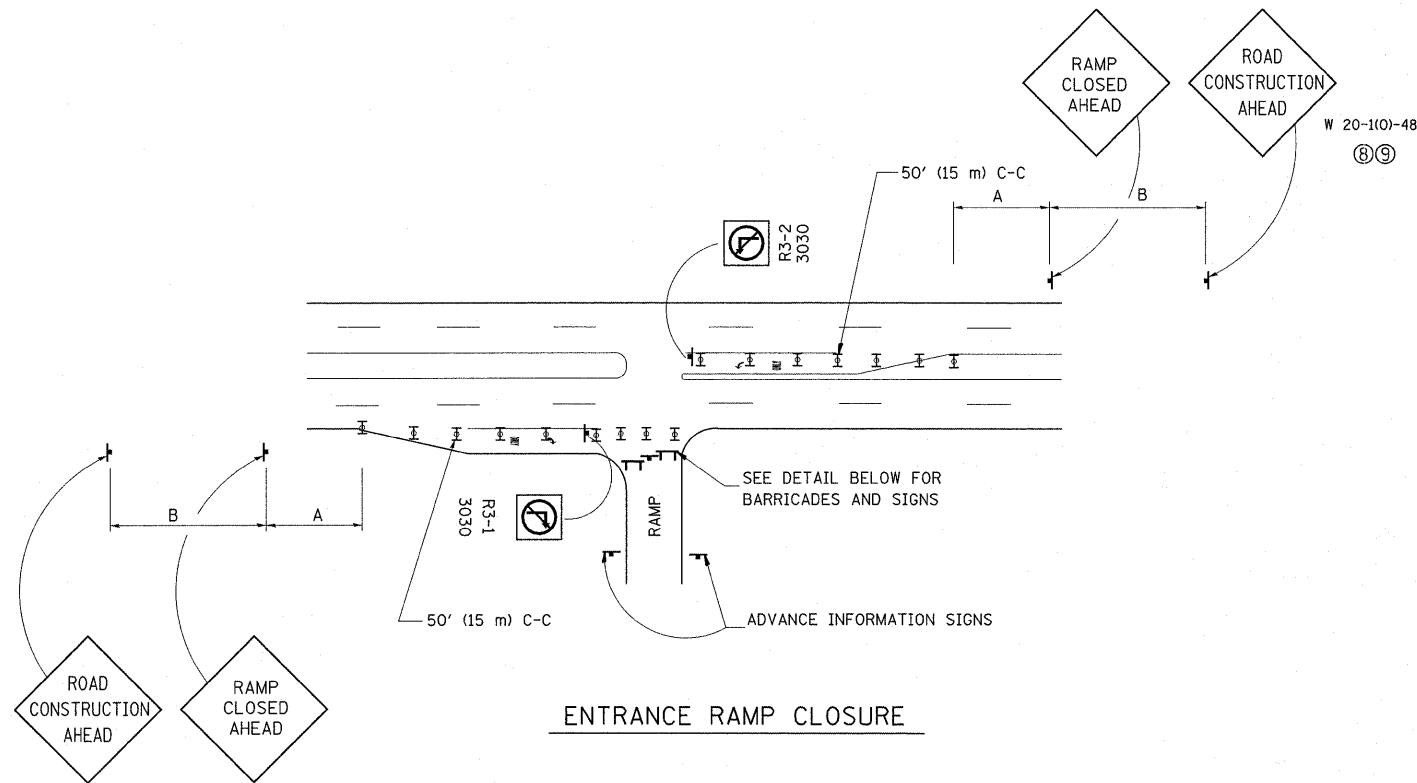 RAMP
CLOSED
AHEAD
ROAD
CONSTRUCTION
AHEAD
W 20-1(O)-48
⑧⑨
50' (15 m) C-C
A
B
R3-2
3030
SEE DETAIL BELOW FOR
BARRICADES AND SIGNS
B
A
R3-1
3030
RAMP
50' (15 m) C-C
ADVANCE INFORMATION SIGNS
ROAD
CONSTRUCTION
AHEAD
RAMP
CLOSED
AHEAD
ENTRANCE RAMP CLOSURE